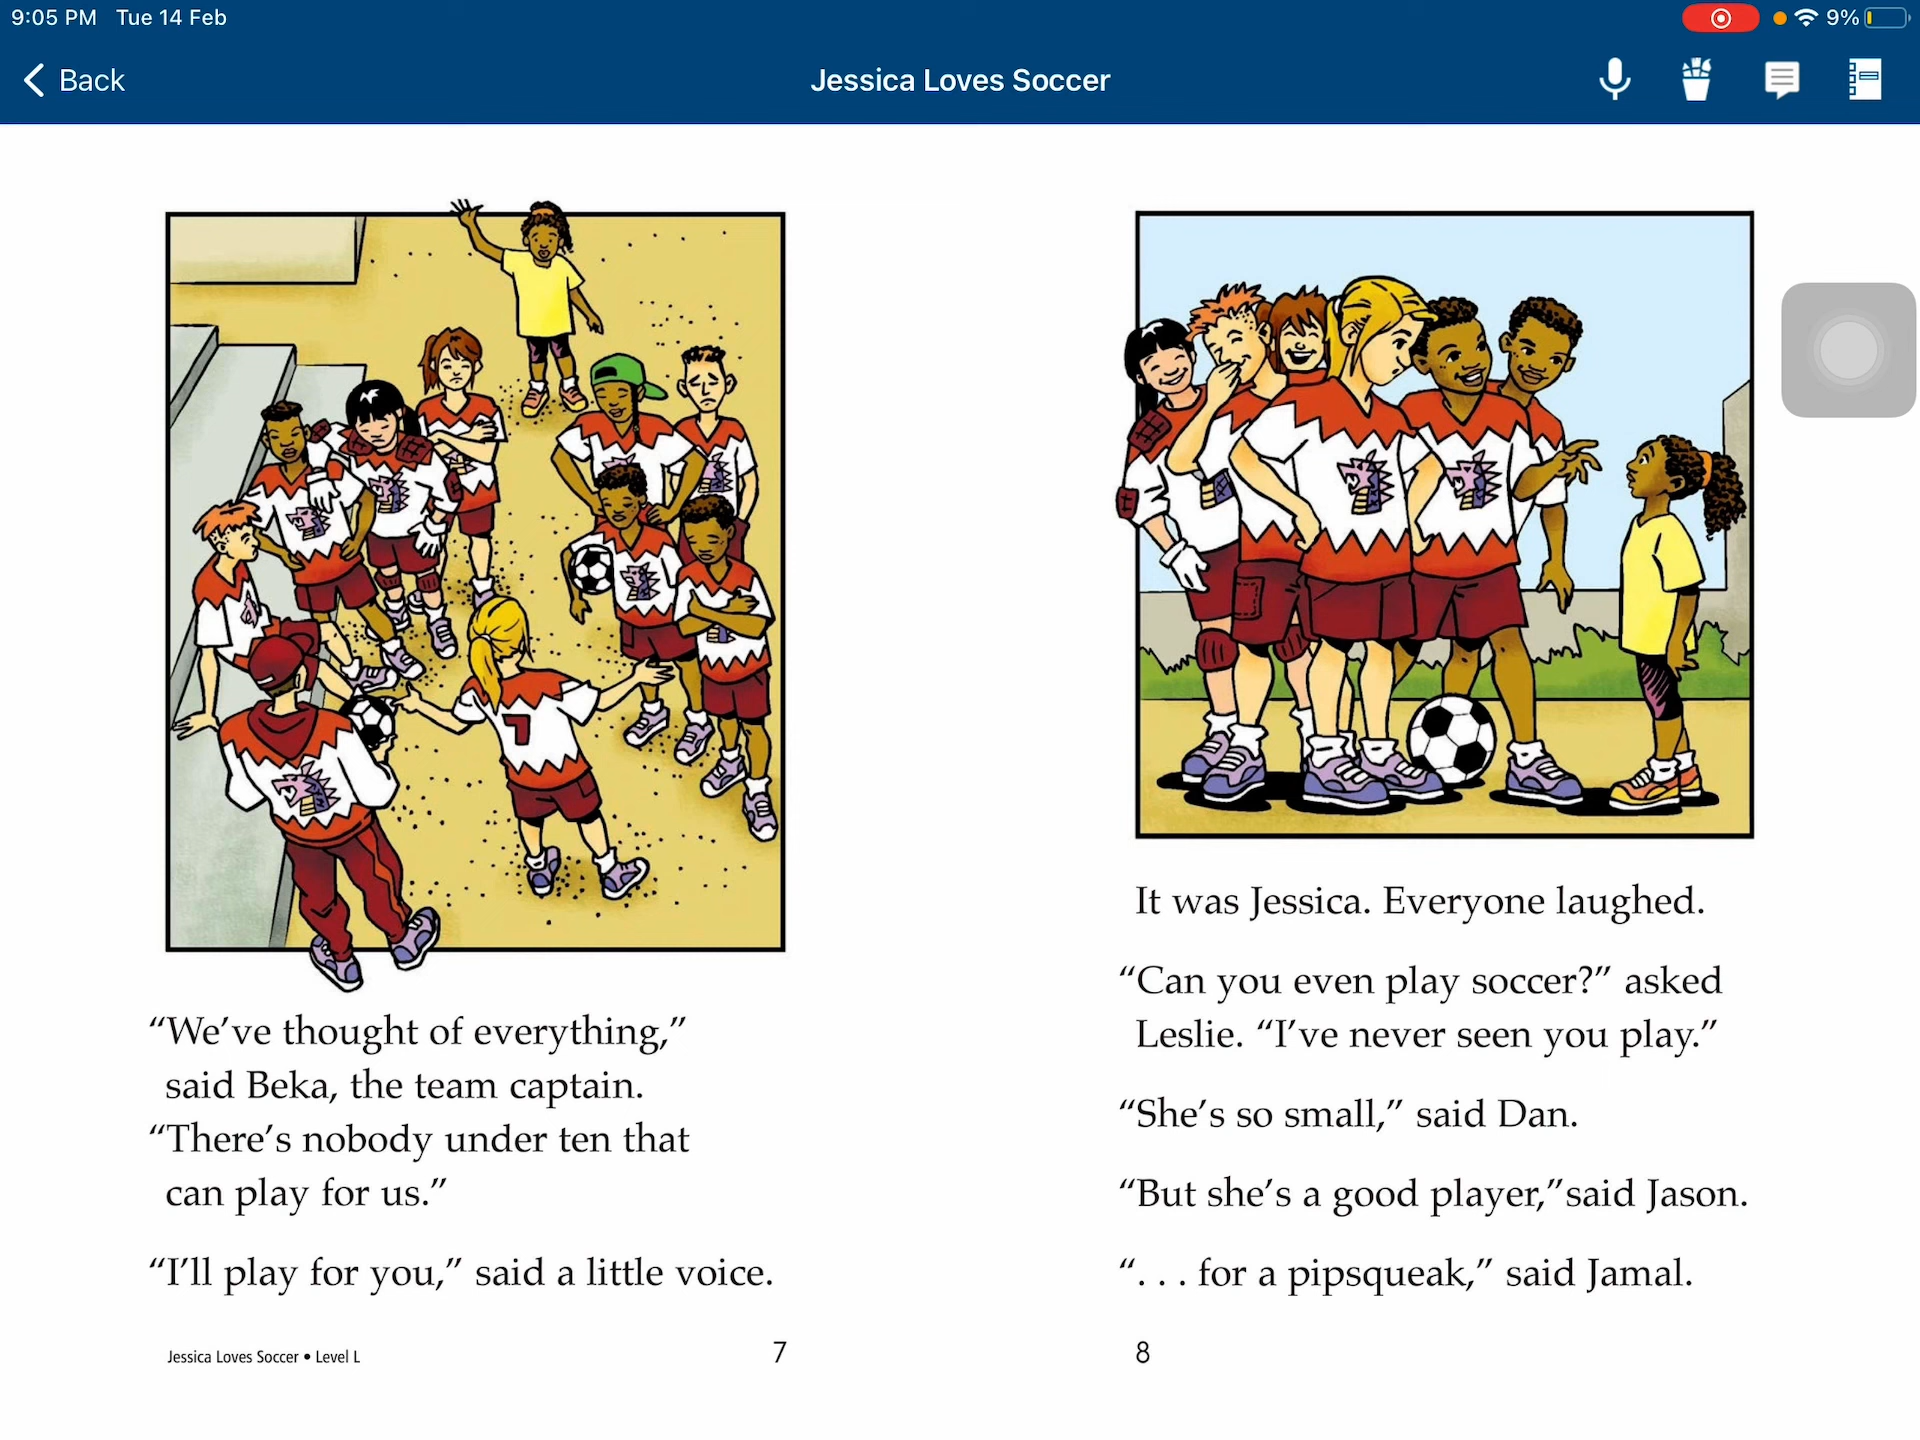 9:05 PM Tue 14 Feb
9%
Back
Jessica Loves Soccer
7
“We’ve thought of everything,”
said Beka, the team captain.
“There’s nobody under ten that
can play for us.”
“I’ll play for you,” said a little voice.
Jessica Loves Soccer • Level L
7
It was Jessica. Everyone laughed.
“Can you even play soccer?” asked
Leslie. “I’ve never seen you play.”
“She’s so small,” said Dan.
“But she’s a good player,”said Jason.
“. . . for a pipsqueak,” said Jamal.
8